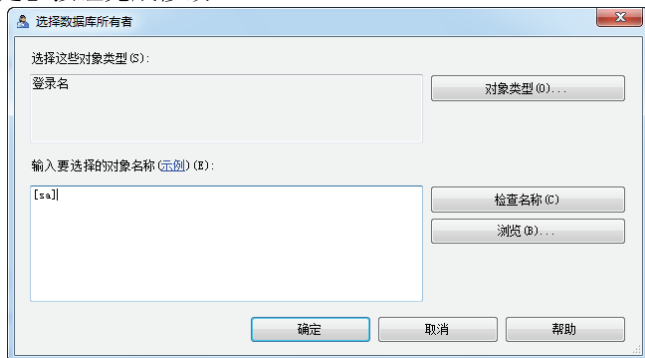 选择数据库所有者
选择这些对象类型(S):
登录名
对象类型(O)...
输入要选择的对象名称(示例)(E):
[sa]
检查名称(C)
浏览(B)...
确定
取消
帮助